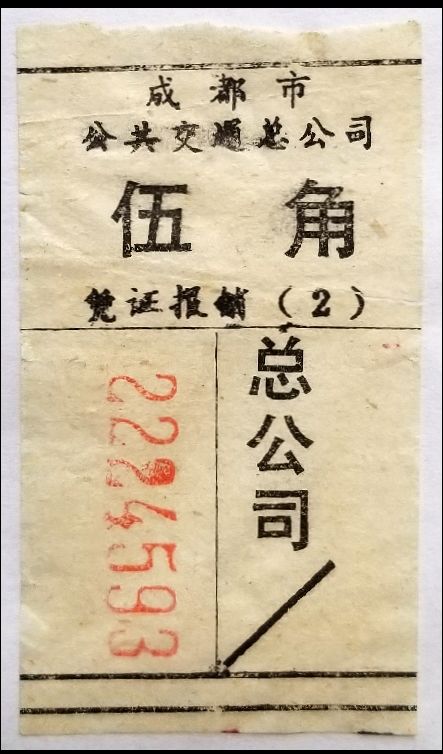 成都市
公共交通总公司
伍角
凭证报销（2）
总公司
2224593